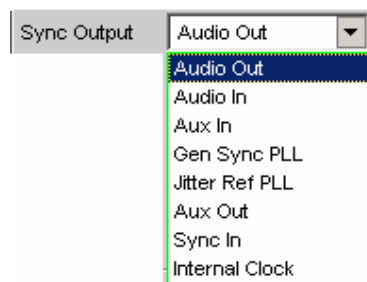 Sync Output Audio Out
Audio Out
Audio In
Aux In
Gen Sync PLL
Jitter Ref PLL
Aux Out
Sync In
Internal Clock